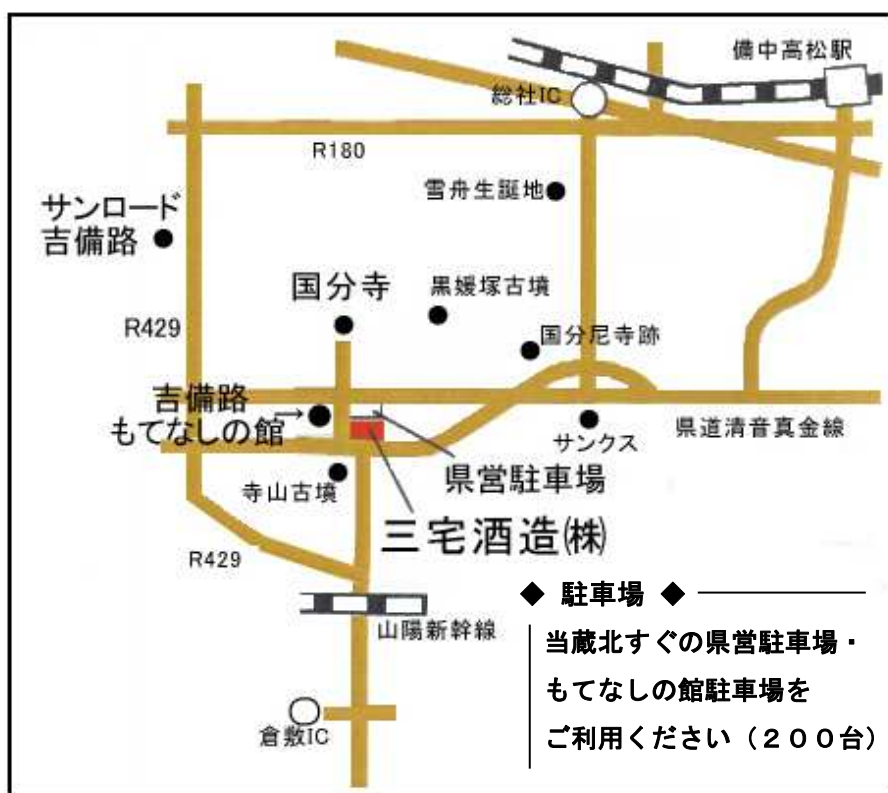 備中高松駅
総社IC
R180
雪舟生誕地
サンロード
吉備路
国分寺
黒媛塚古墳
R429
国分尼寺跡
吉備路
もてなしの館
→
サンクス
県道清音真金線
寺山古墳
県営駐車場
三宅酒造㈱
R429
山陽新幹線
倉敷IC
◆ 駐車場 ◆
当蔵北すぐの県営駐車場・
もてなしの館駐車場を
ご利用ください（２００台）